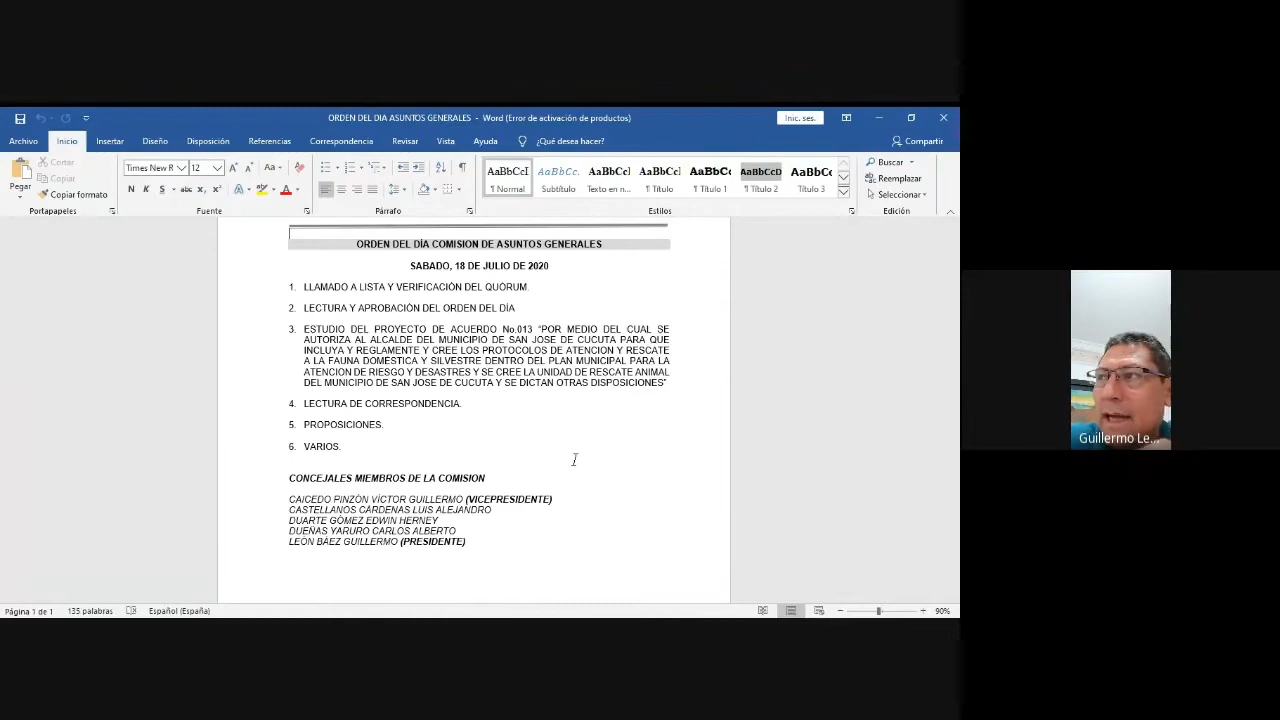 ORDEN DEL DIA ASUNTOS GENERALES - Word (Error de activación de productos)
Inic. ses.
Archivo Inicio Insertar Diseño Disposición Referencias Correspondencia Revisar Vista Ayuda ¿Qué desea hacer? Compartir
Pegar
Cortar
Copiar
Copiar formato
Portapapeles
Times New R 12
N K S abc x₂ x²
Fuente
Párrafo
AaBbCcI AaBbCc. AaBbCcl AaBbCcl AaBbCc AaBbCcD AaBbCc
¶ Normal Subtítulo Texto en n... ¶ Título ¶ Título 1 ¶ Título 2 Título 3
Estilos
Buscar
Reemplazar
Seleccionar
Edición
ORDEN DEL DÍA COMISION DE ASUNTOS GENERALES
SABADO, 18 DE JULIO DE 2020
1. LLAMADO A LISTA Y VERIFICACIÓN DEL QUÓRUM.
2. LECTURA Y APROBACIÓN DEL ORDEN DEL DÍA
3. ESTUDIO DEL PROYECTO DE ACUERDO No.013 “POR MEDIO DEL CUAL SE
AUTORIZA AL ALCALDE DEL MUNICIPIO DE SAN JOSE DE CUCUTA PARA QUE
INCLUYA Y REGLAMENTE Y CREE LOS PROTOCOLOS DE ATENCION Y RESCATE
A LA FAUNA DOMÉSTICA Y SILVESTRE DENTRO DEL PLAN MUNICIPAL PARA LA
ATENCION DE RIESGO Y DESASTRES Y SE CREE LA UNIDAD DE RESCATE ANIMAL
DEL MUNICIPIO DE SAN JOSE DE CUCUTA Y SE DICTAN OTRAS DISPOSICIONES”
4. LECTURA DE CORRESPONDENCIA.
5. PROPOSICIONES.
6. VARIOS.
CONCEJALES MIEMBROS DE LA COMISION
CAICEDO PINZÓN VÍCTOR GUILLERMO (VICEPRESIDENTE)
CASTELLANOS CÁRDENAS LUIS ALEJANDRO
DUARTE GÓMEZ EDWIN HERNEY
DUEÑAS YARURO CARLOS ALBERTO
LEÓN BÁEZ GUILLERMO (PRESIDENTE)
Página 1 de 1 135 palabras Español (España) 90%
Guillermo Le...